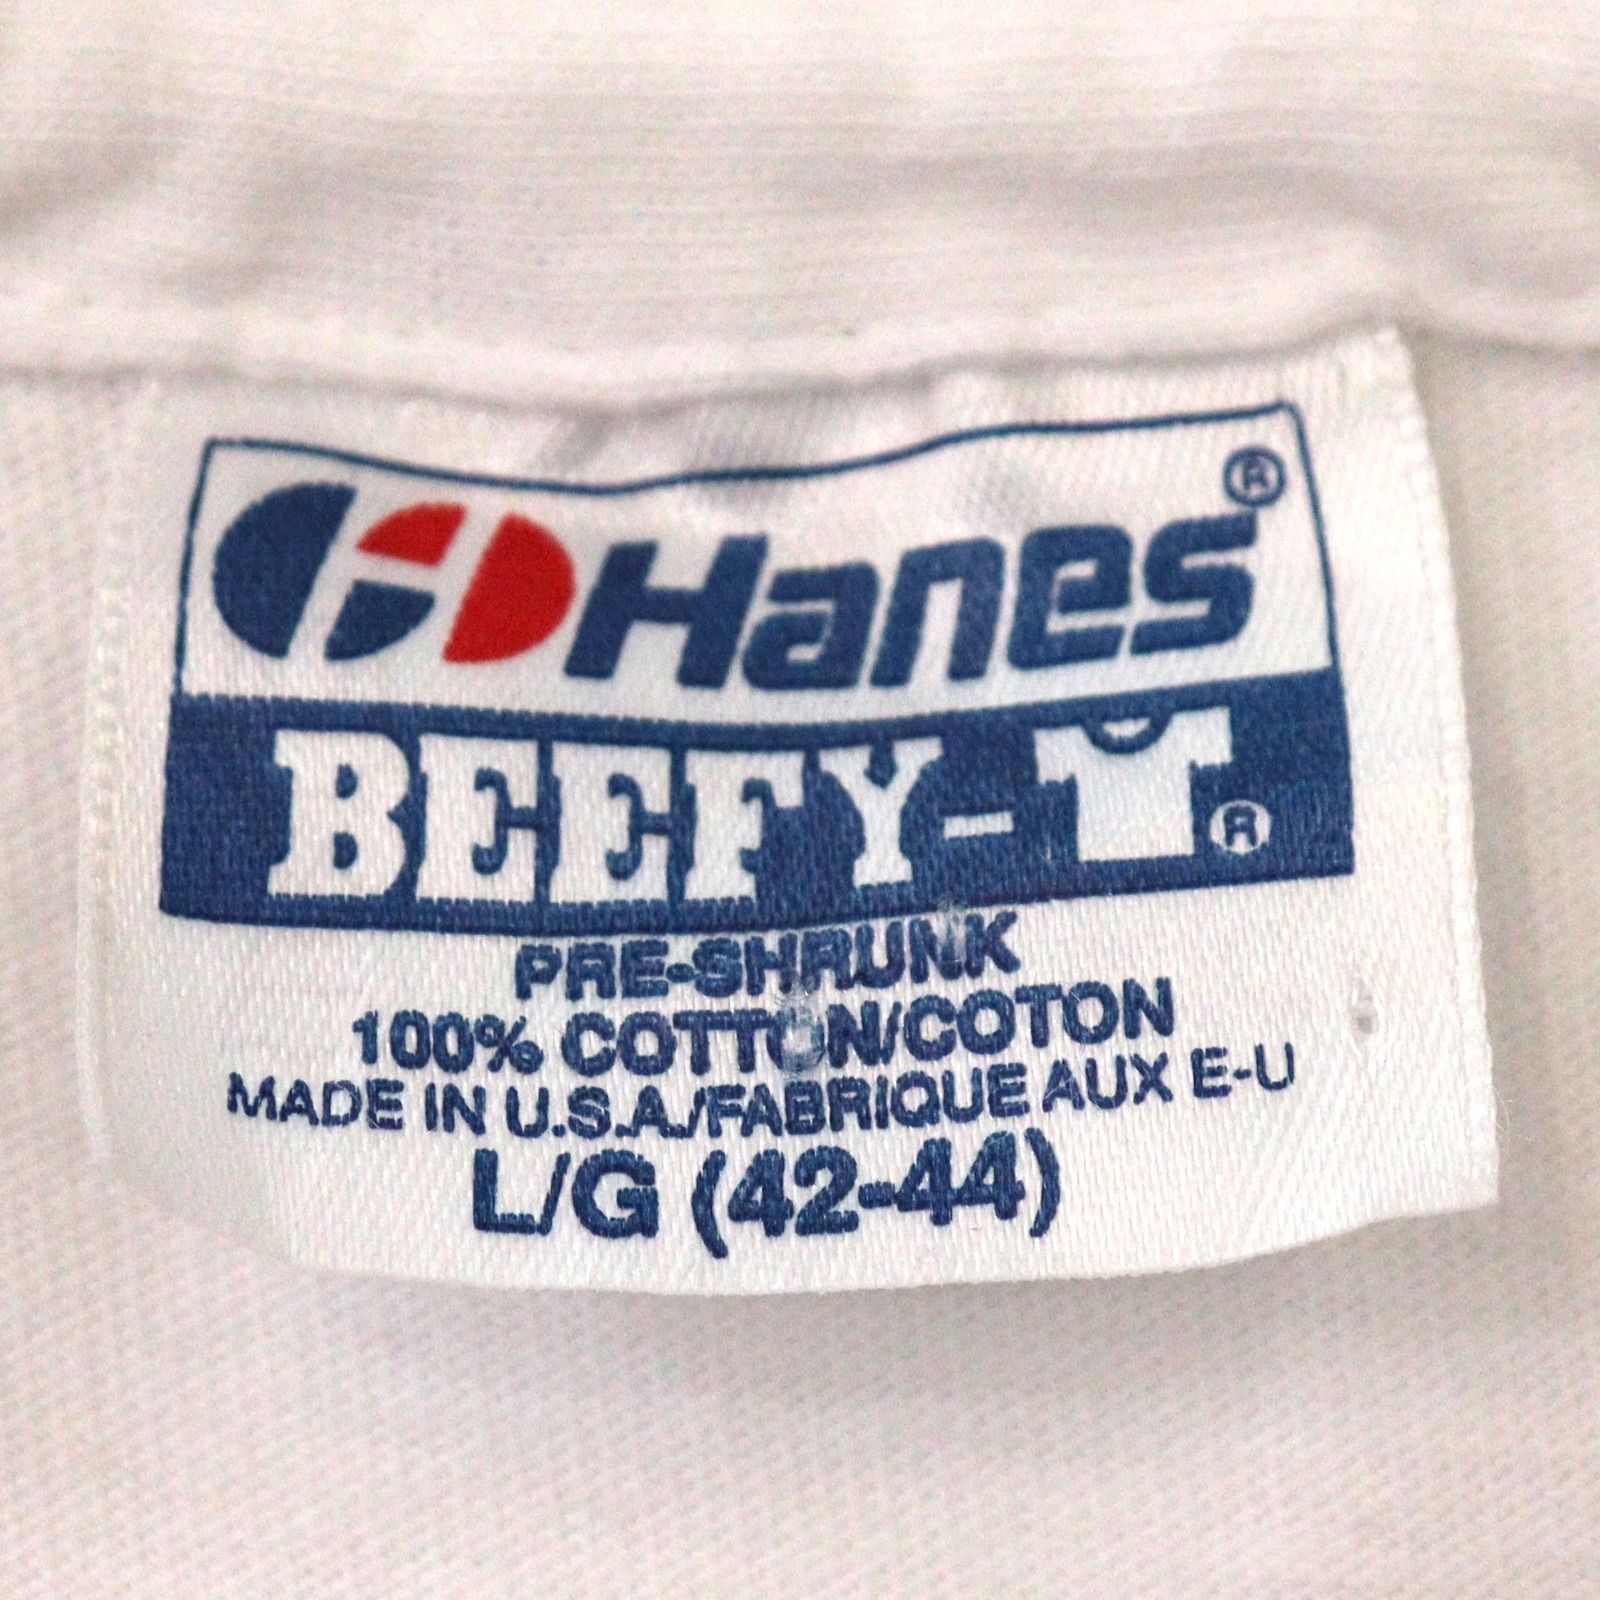 Hanes®
BEEFY-T®
PRE-SHRUNK
100% COTTON/COTON
MADE IN U.S.A./FABRIQUE AUX E-U
L/G (42-44)